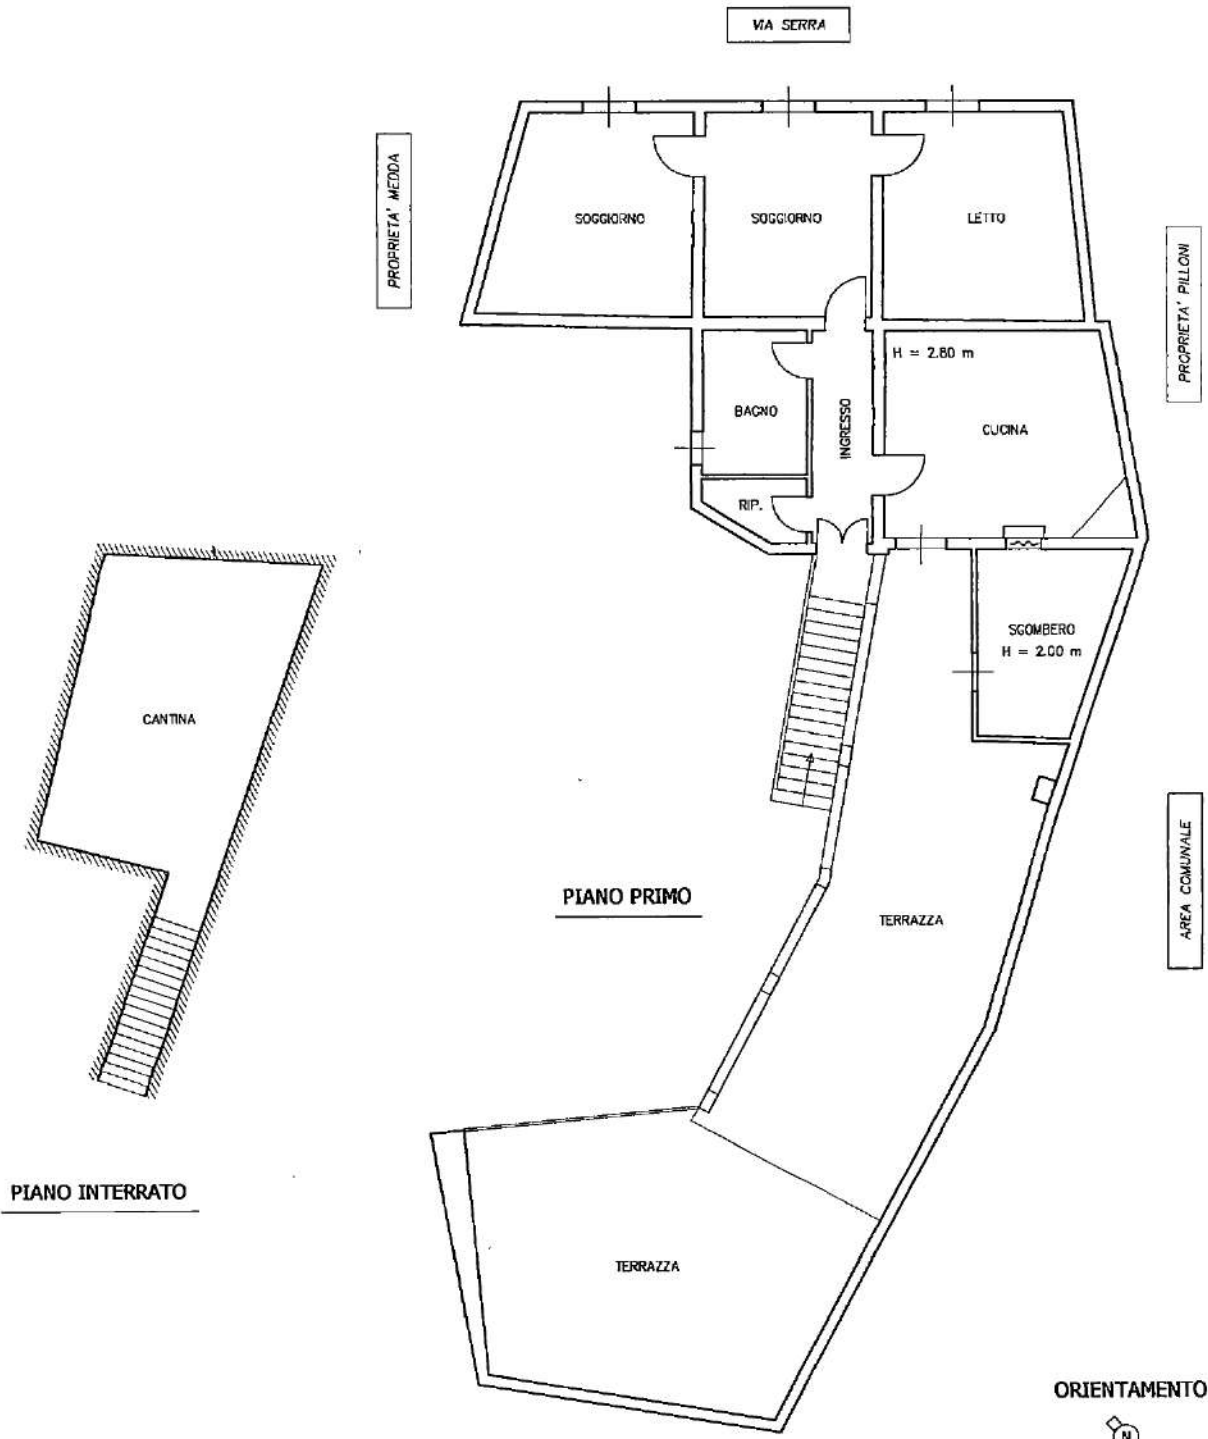 VIA SERRA
PROPRIETA' MEDDA
SOGGIORNO
SOGGIORNO
LETTO
PROPRIETA' PILLONI
H = 2.80 m
BAGNO
INGRESSO
CUCINA
RIP.
SGOMBERO
H = 2.00 m
CANTINA
PIANO PRIMO
TERRAZZA
AREA COMUNALE
PIANO INTERRATO
TERRAZZA
ORIENTAMENTO
N